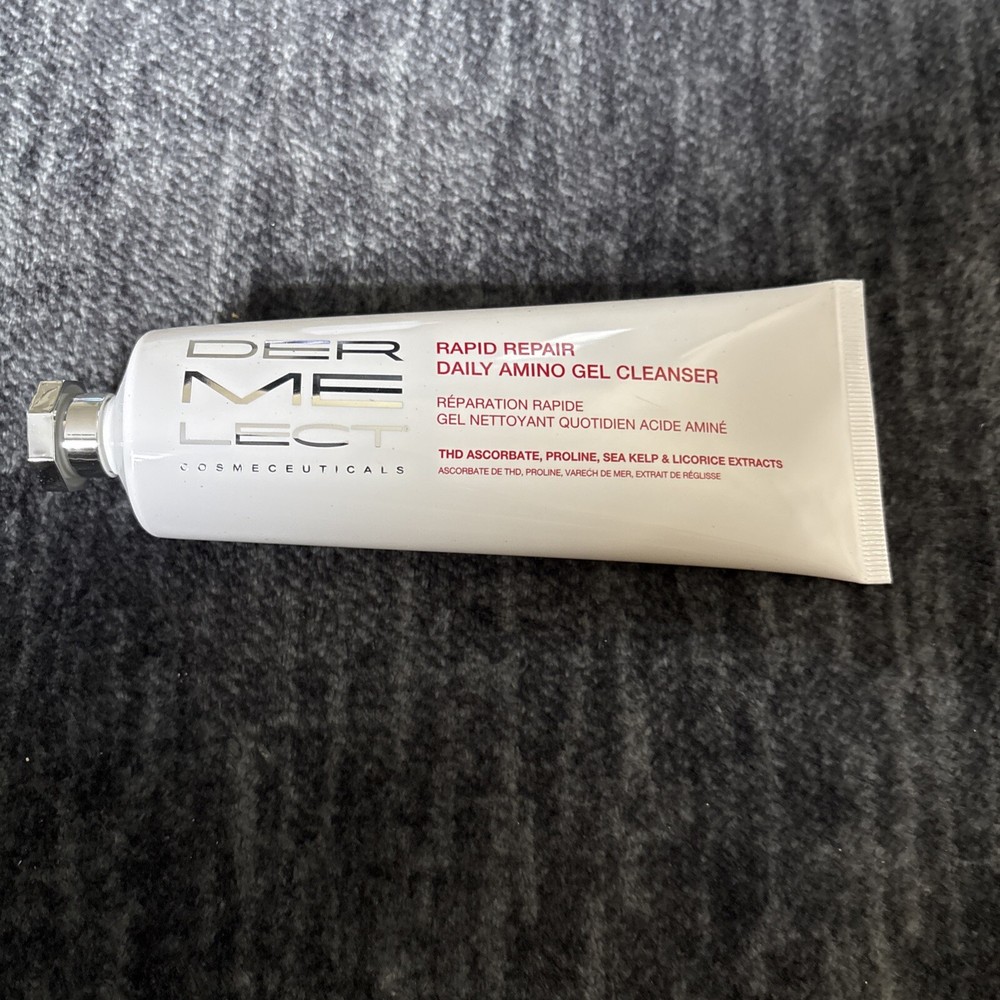 DER
ME
LECT
COSMECEUTICALS
RAPID REPAIR
DAILY AMINO GEL CLEANSER
RÉPARATION RAPIDE
GEL NETTOYANT QUOTIDIEN ACIDE AMINÉ
THD ASCORBATE, PROLINE, SEA KELP & LICORICE EXTRACTS
ASCORBATE DE THD, PROLINE, VARECH DE MER, EXTRAIT DE RÉGLISSE